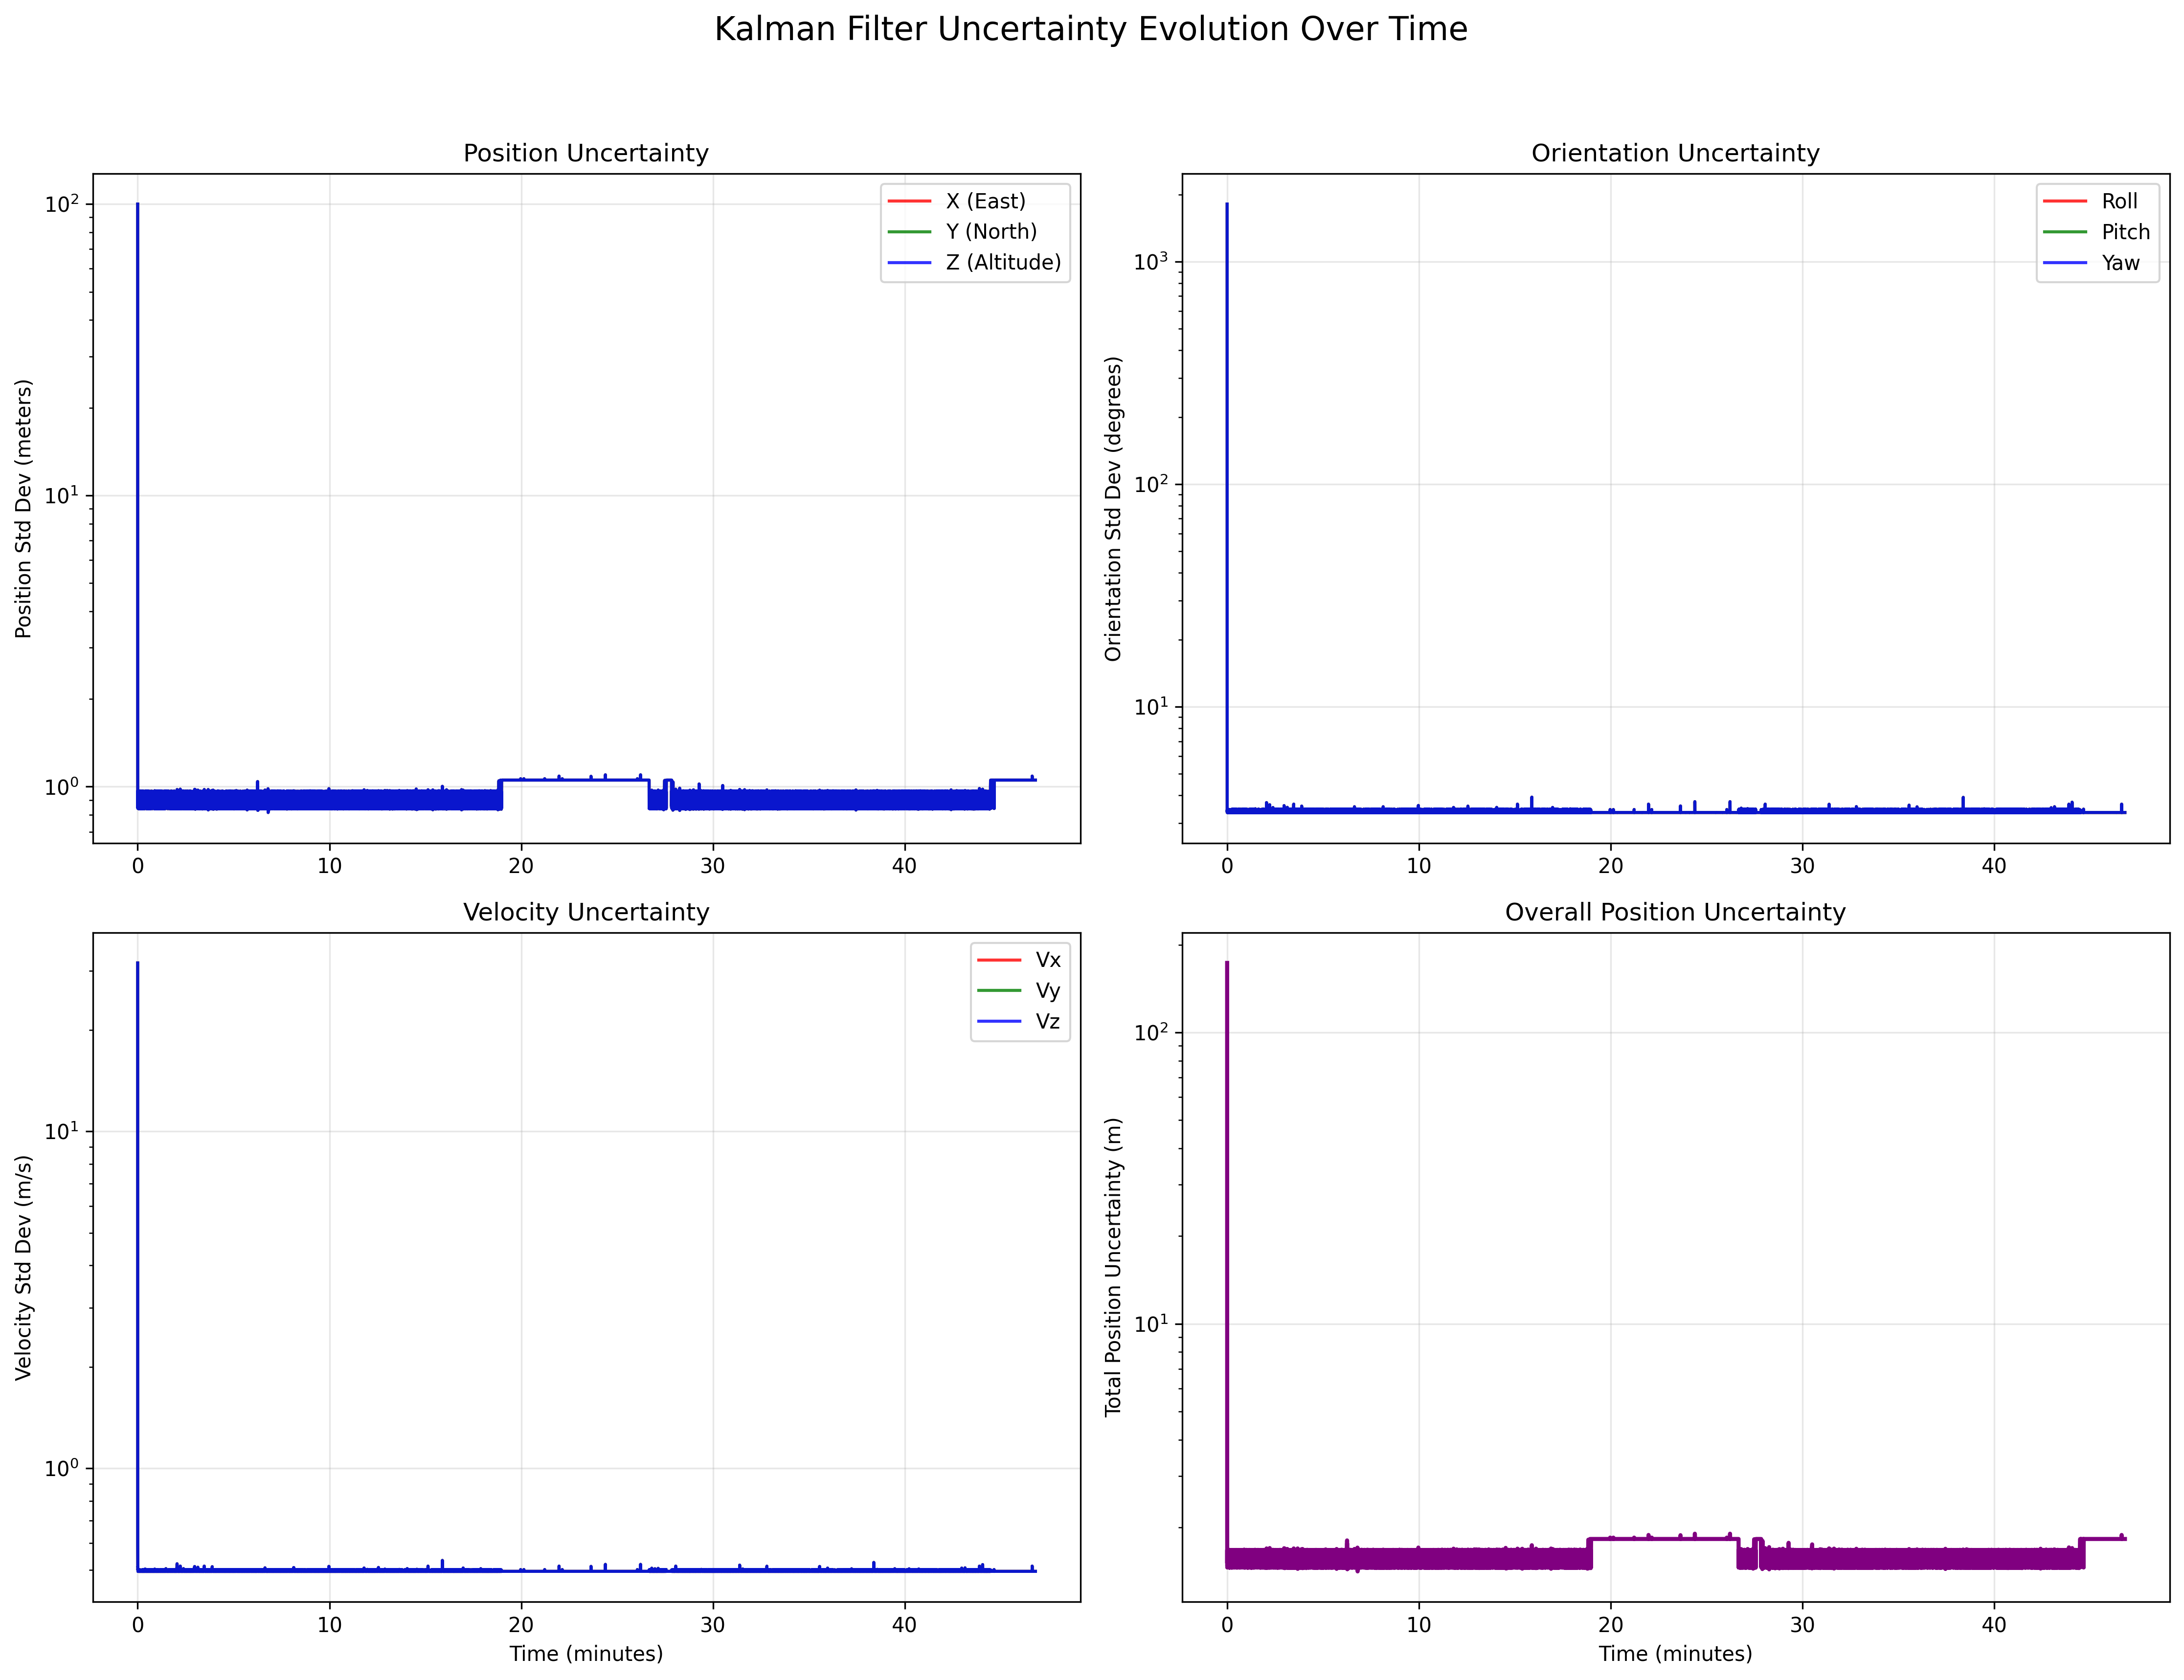 Kalman Filter Uncertainty Evolution Over Time
Position Uncertainty
Position Std Dev (meters)
10²
10¹
10⁰
X (East)
Y (North)
Z (Altitude)
0 10 20 30 40
Orientation Uncertainty
Orientation Std Dev (degrees)
10³
10²
10¹
Roll
Pitch
Yaw
0 10 20 30 40
Velocity Uncertainty
Velocity Std Dev (m/s)
10¹
10⁰
Vx
Vy
Vz
0 10 20 30 40
Time (minutes)
Overall Position Uncertainty
Total Position Uncertainty (m)
10²
10¹
0 10 20 30 40
Time (minutes)